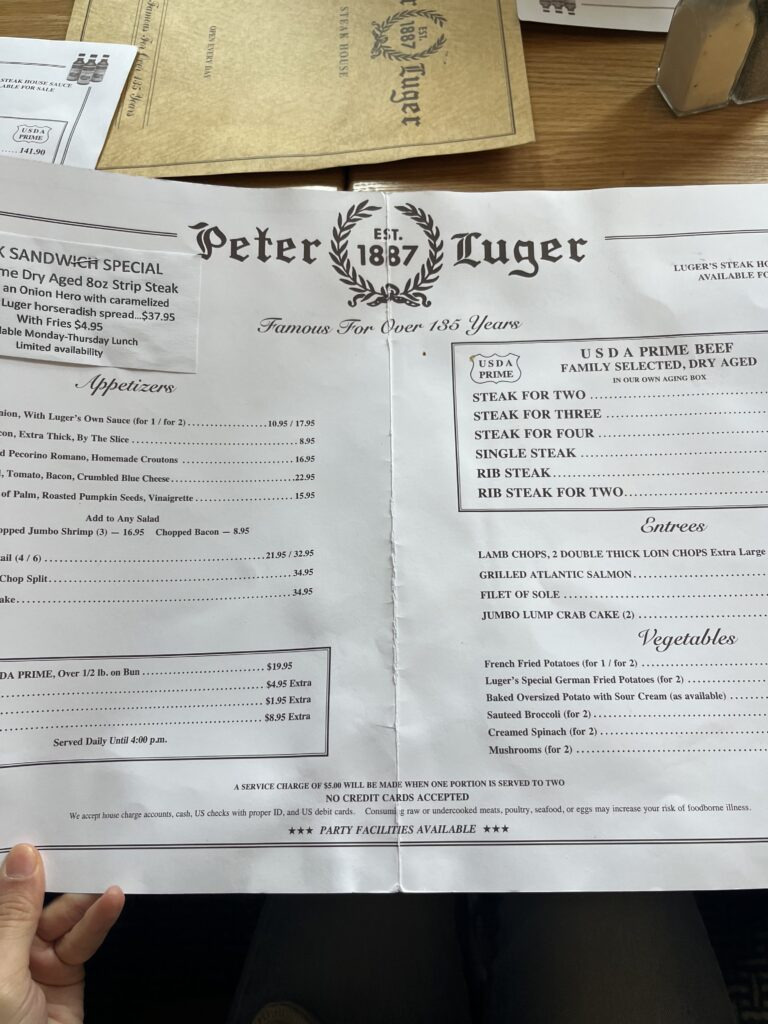 STEAK HOUSE SAUCE
ABLE FOR SALE
USDA
PRIME
.....141.90
Luger
EST.
1887
STEAK HOUSE
OPEN EVERY DAY
Famous For Over 135 Years
K SANDWICH SPECIAL
me Dry Aged 8oz Strip Steak
an Onion Hero with caramelized
Luger horseradish spread...$37.95
With Fries $4.95
lable Monday-Thursday Lunch
Limited availability
Peter
EST.
1887
Luger
Famous For Over 135 Years
LUGER'S STEAK HO
AVAILABLE FO
Appetizers
nion, With Luger's Own Sauce (for 1 / for 2) ........................10.95 / 17.95
con, Extra Thick, By The Slice ..................................................... 8.95
d Pecorino Romano, Homemade Croutons ................................... 16.95
l, Tomato, Bacon, Crumbled Blue Cheese.......................................22.95
of Palm, Roasted Pumpkin Seeds, Vinaigrette ............................... 15.95
Add to Any Salad
opped Jumbo Shrimp (3) — 16.95 Chopped Bacon — 8.95
ail (4 / 6) ...........................................................................21.95 / 32.95
Chop Split.................................................................................. 34.95
ake............................................................................................. 34.95
DA PRIME, Over 1/2 lb. on Bun .................................. $19.95
.................................................................................. $4.95 Extra
.................................................................................. $1.95 Extra
.................................................................................. $8.95 Extra
Served Daily Until 4:00 p.m.
USDA
PRIME
U S D A PRIME BEEF
FAMILY SELECTED, DRY AGED
IN OUR OWN AGING BOX
STEAK FOR TWO ......................................
STEAK FOR THREE ...................................
STEAK FOR FOUR .....................................
SINGLE STEAK ........................................
RIB STEAK..............................................
RIB STEAK FOR TWO................................
Entrees
LAMB CHOPS, 2 DOUBLE THICK LOIN CHOPS Extra Large
GRILLED ATLANTIC SALMON.............................
FILET OF SOLE ..............................................
JUMBO LUMP CRAB CAKE (2) ...........................
Vegetables
French Fried Potatoes (for 1 / for 2) ..........................
Luger's Special German Fried Potatoes (for 2) ................
Baked Oversized Potato with Sour Cream (as available) ........
Sauteed Broccoli (for 2) .......................................
Creamed Spinach (for 2) ......................................
Mushrooms (for 2) ............................................
A SERVICE CHARGE OF $5.00 WILL BE MADE WHEN ONE PORTION IS SERVED TO TWO
NO CREDIT CARDS ACCEPTED
We accept house charge accounts, cash, US checks with proper ID, and US debit cards. Consuming raw or undercooked meats, poultry, seafood, or eggs may increase your risk of foodborne illness.
★★★ PARTY FACILITIES AVAILABLE ★★★